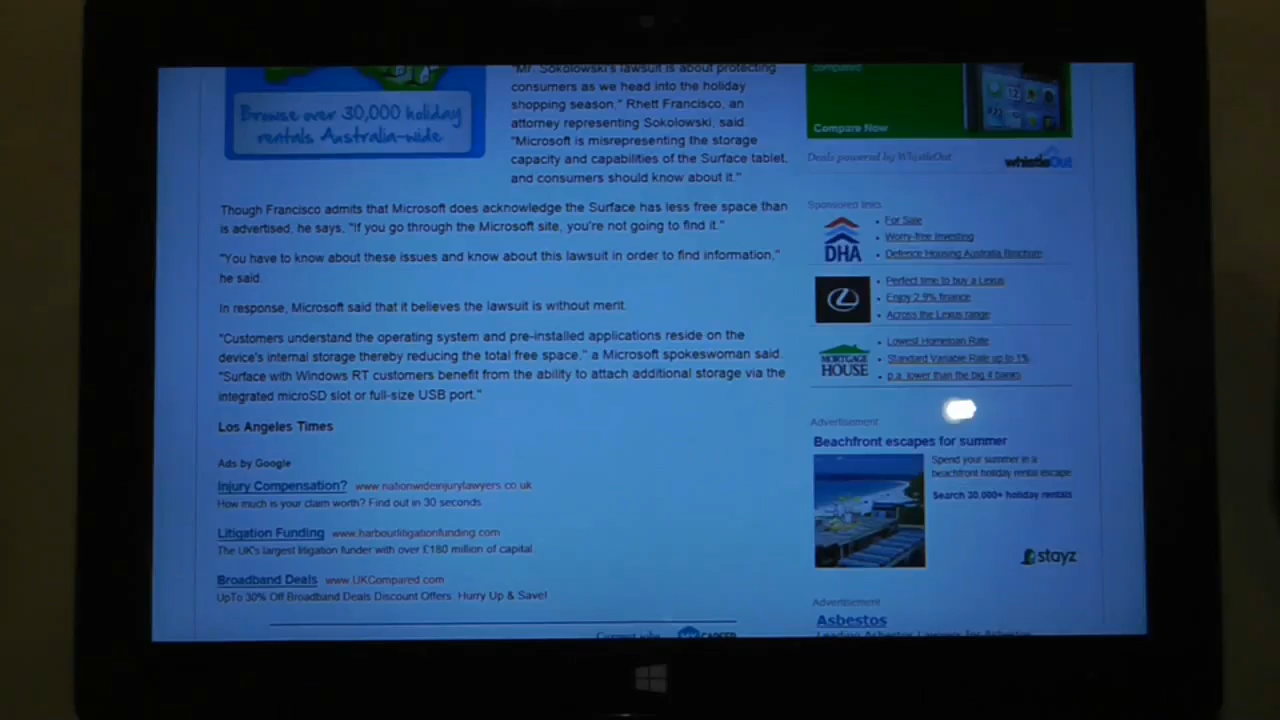 Browse over 30,000 holiday
rentals Australia-wide
"Mr. Sokolowski's lawsuit is about protecting
consumers as we head into the holiday
shopping season," Rhett Francisco, an
attorney representing Sokolowski, said.
"Microsoft is misrepresenting the storage
capacity and capabilities of the Surface tablet,
and consumers should know about it."
Though Francisco admits that Microsoft does acknowledge the Surface has less free space than
is advertised, he says, "If you go through the Microsoft site, you're not going to find it."
"You have to know about these issues and know about this lawsuit in order to find information,"
he said.
In response, Microsoft said that it believes the lawsuit is without merit.
"Customers understand the operating system and pre-installed applications reside on the
device's internal storage thereby reducing the total free space," a Microsoft spokeswoman said.
"Surface with Windows RT customers benefit from the ability to attach additional storage via the
integrated microSD slot or full-size USB port."
Los Angeles Times
Ads by Google
Injury Compensation? www.nationwideinjurylawyers.co.uk
How much is your claim worth? Find out in 30 seconds
Litigation Funding www.harbourlitigationfunding.com
The UK's largest litigation funder with over £180 million of capital
Broadband Deals www.UKCompared.com
UpTo 30% Off Broadband Deals Discount Offers. Hurry Up & Save!
compared
Compare Now
Deals powered by WhistleOut
whistleOut
Sponsored links
DHA
For Sale
Worry-free Investing
Defence Housing Australia Brochure
Perfect time to buy a Lexus
Enjoy 2.9% finance
Across the Lexus range
MORTGAGE
HOUSE
Lowest Homeloan Rate
Standard Variable Rate up to 1%
p.a. lower than the big 4 banks
Advertisement
Beachfront escapes for summer
Spend your summer in a
beachfront holiday rental escape
Search 30,000+ holiday rentals
stayz
Advertisement
Asbestos
Leading Asbestos Lawyers for Asbestos